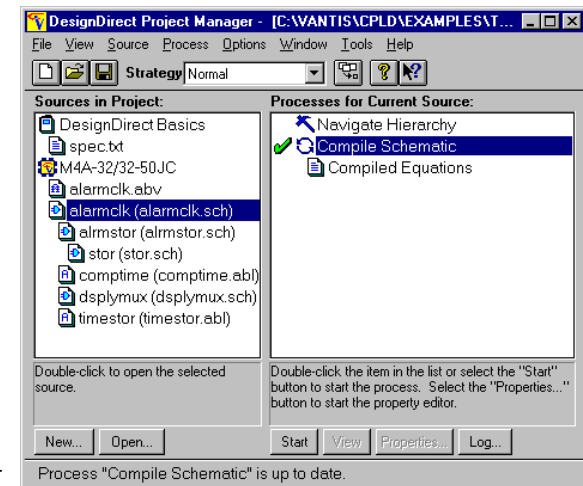 DesignDirect Project Manager - [C:\VANTIS\CPLD\EXAMPLES\T...
File View Source Process Options Window Tools Help
Strategy Normal
Sources in Project:
DesignDirect Basics
spec.txt
M4A-32/32-50JC
alarmclk.abv
alarmclk (alarmclk.sch)
alrmstor (alrmstor.sch)
stor (stor.sch)
comptime (comptime.abl)
dsplymux (dsplymux.sch)
timestor (timestor.abl)
Double-click to open the selected
source.
New... Open...
Processes for Current Source:
Navigate Hierarchy
Compile Schematic
Compiled Equations
Double-click the item in the list or select the "Start"
button to start the process. Select the "Properties..."
button to start the property editor.
Start View Properties... Log...
Process "Compile Schematic" is up to date.